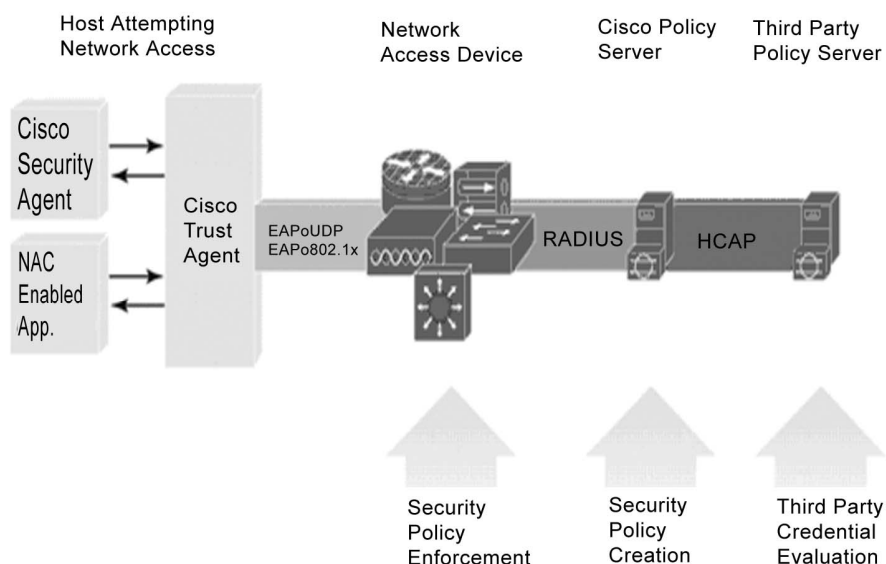 Host Attempting
Network Access
Network
Access Device
Cisco Policy
Server
Third Party
Policy Server
Cisco
Security
Agent
NAC
Enabled
App.
Cisco
Trust
Agent
EAPoUDP
EAPo802.1x
RADIUS
HCAP
Security
Policy
Enforcement
Security
Policy
Creation
Third Party
Credential
Evaluation